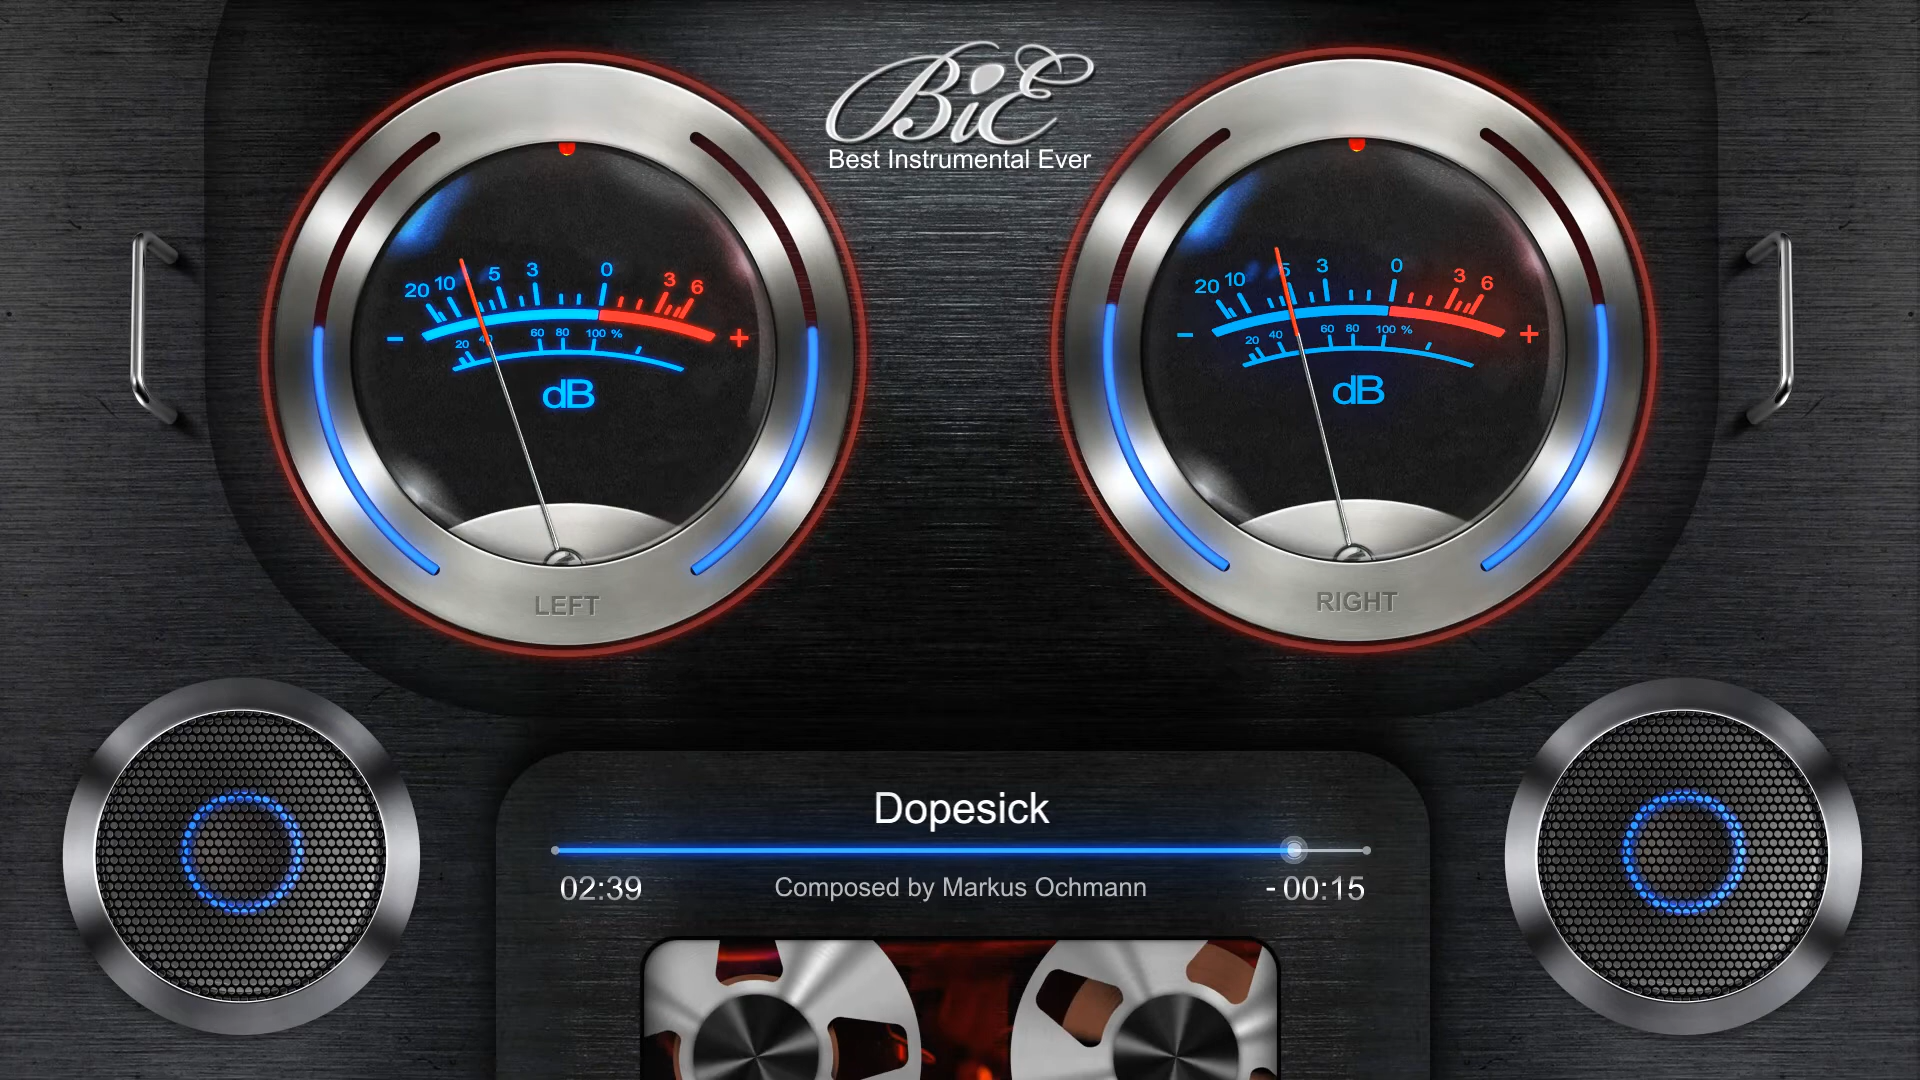 BiE
Best Instrumental Ever
20 10 5 3 0 3 6
- +
20 40 60 80 100 %
dB
LEFT
20 10 5 3 0 3 6
- +
20 40 60 80 100 %
dB
RIGHT
Dopesick
02:39
Composed by Markus Ochmann
- 00:15